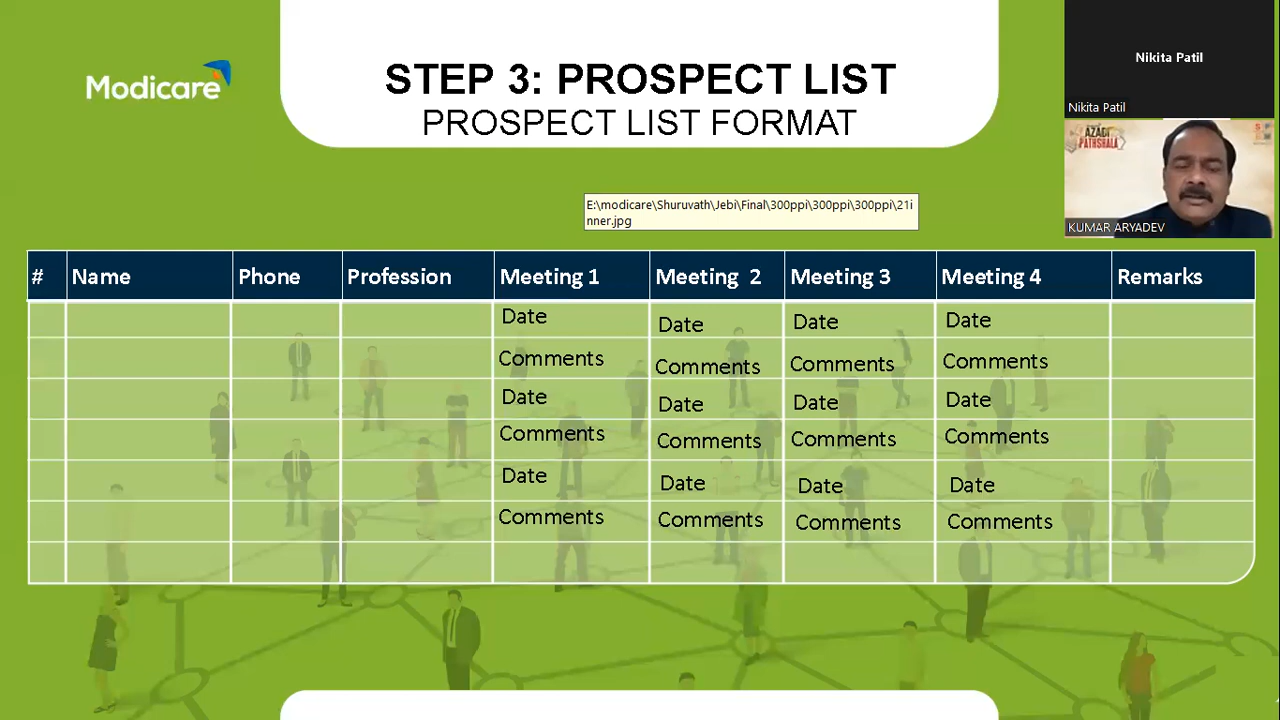 Modicare
STEP 3: PROSPECT LIST
PROSPECT LIST FORMAT
Nikita Patil
Nikita Patil
AZADI
PATHSHALA
KUMAR ARYADEV
E:\modicare\Shuruvath\Jebi\Final\300ppi\300ppi\300ppi\21i
nner.jpg
# Name Phone Profession Meeting 1 Meeting 2 Meeting 3 Meeting 4 Remarks
Date Date Date Date
Comments Comments Comments Comments
Date Date Date Date
Comments Comments Comments Comments
Date Date Date Date
Comments Comments Comments Comments